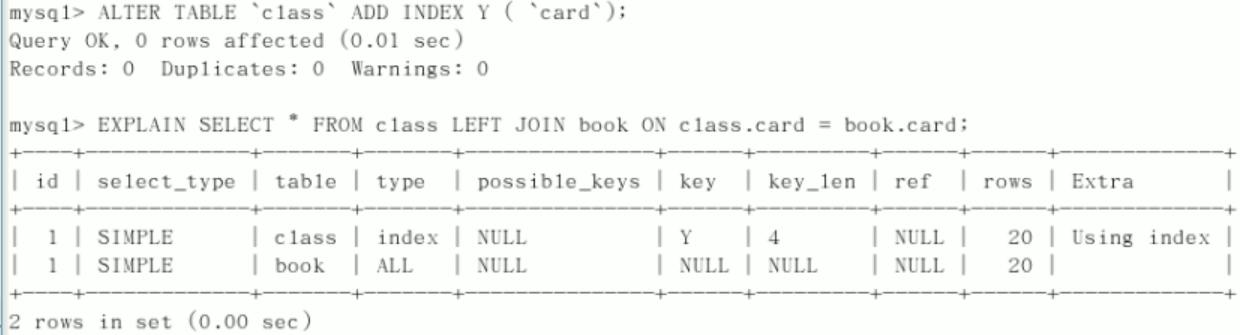 mysql> ALTER TABLE `class` ADD INDEX Y ( `card`);
Query OK, 0 rows affected (0.01 sec)
Records: 0  Duplicates: 0  Warnings: 0
mysql> EXPLAIN SELECT * FROM class LEFT JOIN book ON class.card = book.card;
+----+-------------+-------+-------+---------------+------+---------+------+------+-------------+
| id | select_type | table | type  | possible_keys | key  | key_len | ref  | rows | Extra       |
+----+-------------+-------+-------+---------------+------+---------+------+------+-------------+
|  1 | SIMPLE      | class | index | NULL          | Y    | 4       | NULL |   20 | Using index |
|  1 | SIMPLE      | book  | ALL   | NULL          | NULL | NULL    | NULL |   20 |             |
+----+-------------+-------+-------+---------------+------+---------+------+------+-------------+
2 rows in set (0.00 sec)